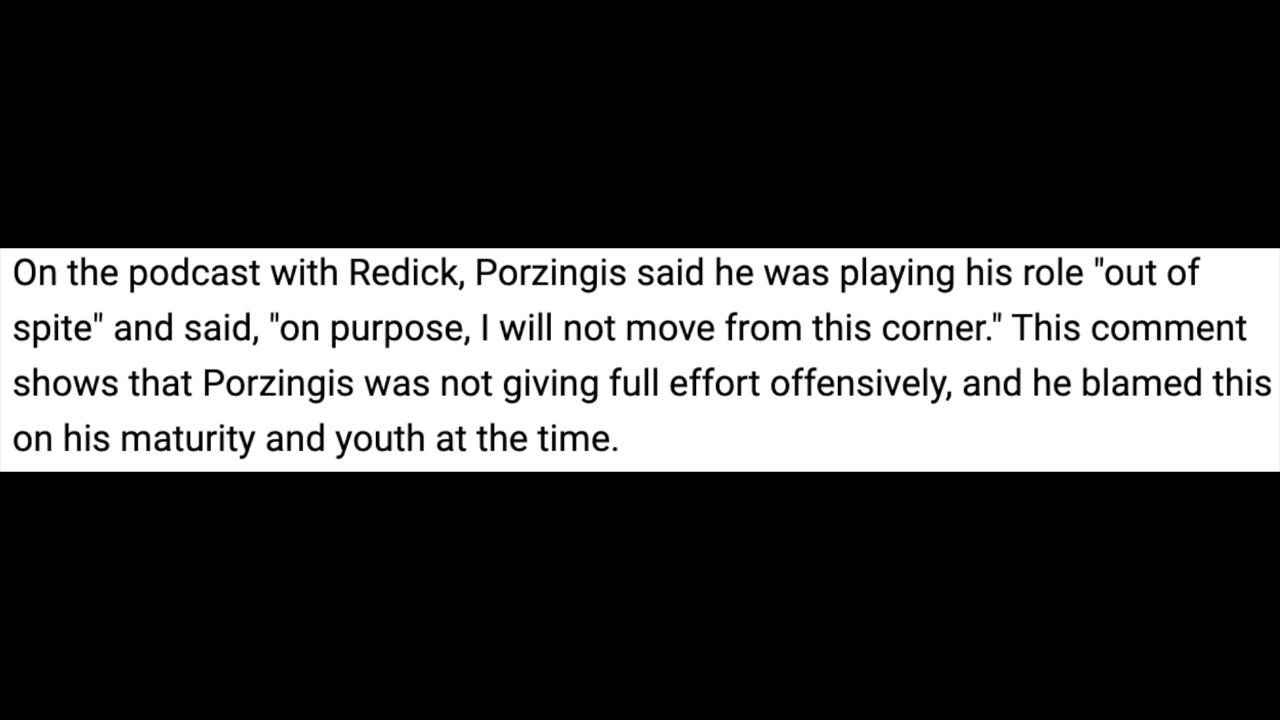 On the podcast with Redick, Porzingis said he was playing his role "out of
spite" and said, "on purpose, I will not move from this corner." This comment
shows that Porzingis was not giving full effort offensively, and he blamed this
on his maturity and youth at the time.